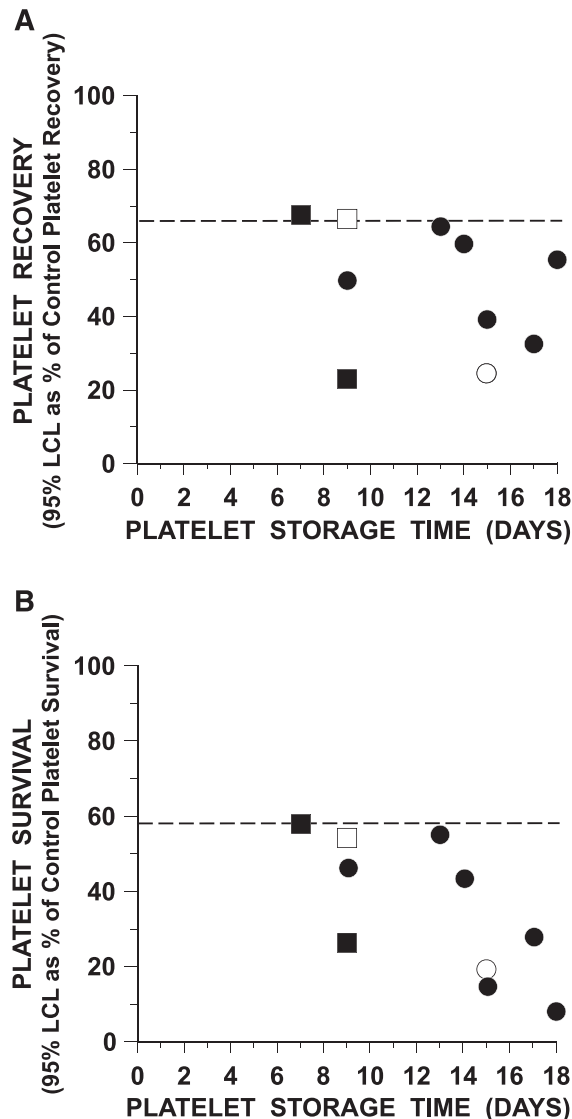 A
PLATELET RECOVERY
(95% LCL as % of Control Platelet Recovery)
100
80
60
40
20
0
0 2 4 6 8 10 12 14 16 18
PLATELET STORAGE TIME (DAYS)
B
PLATELET SURVIVAL
(95% LCL as % of Control Platelet Survival)
100
80
60
40
20
0
0 2 4 6 8 10 12 14 16 18
PLATELET STORAGE TIME (DAYS)